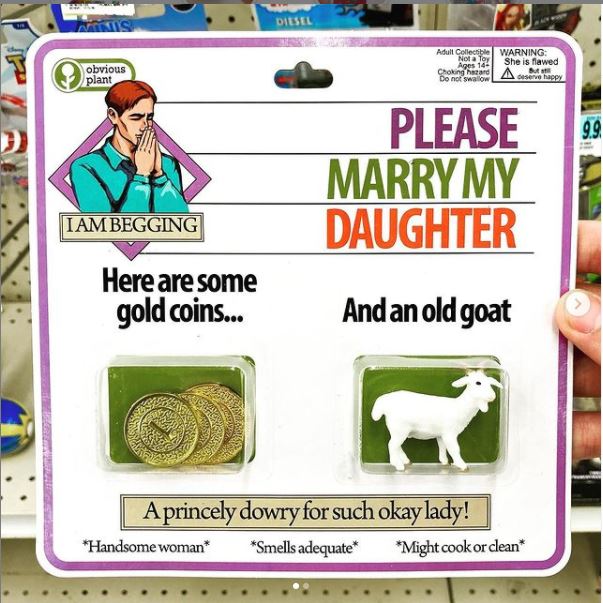 MINIS
DIESEL
obvious
plant
Adult Collectible
Not a Toy
Ages 14+
Choking hazard
Do not swallow
WARNING:
She is flawed
But still
deserve happy
PLEASE
MARRY MY
DAUGHTER
I AM BEGGING
Here are some
gold coins...
And an old goat
A princely dowry for such okay lady!
*Handsome woman*
*Smells adequate*
*Might cook or clean*